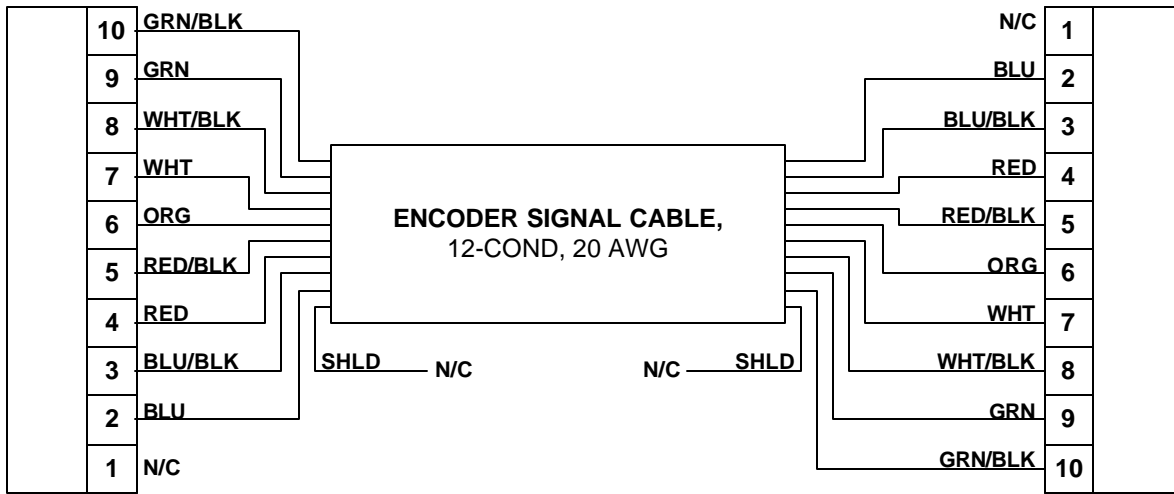 10 GRN/BLK
9 GRN
8 WHT/BLK
7 WHT
6 ORG
5 RED/BLK
4 RED
3 BLU/BLK
2 BLU
1 N/C
ENCODER SIGNAL CABLE,
12-COND, 20 AWG
SHLD N/C
N/C SHLD
N/C 1
BLU 2
BLU/BLK 3
RED 4
RED/BLK 5
ORG 6
WHT 7
WHT/BLK 8
GRN 9
GRN/BLK 10